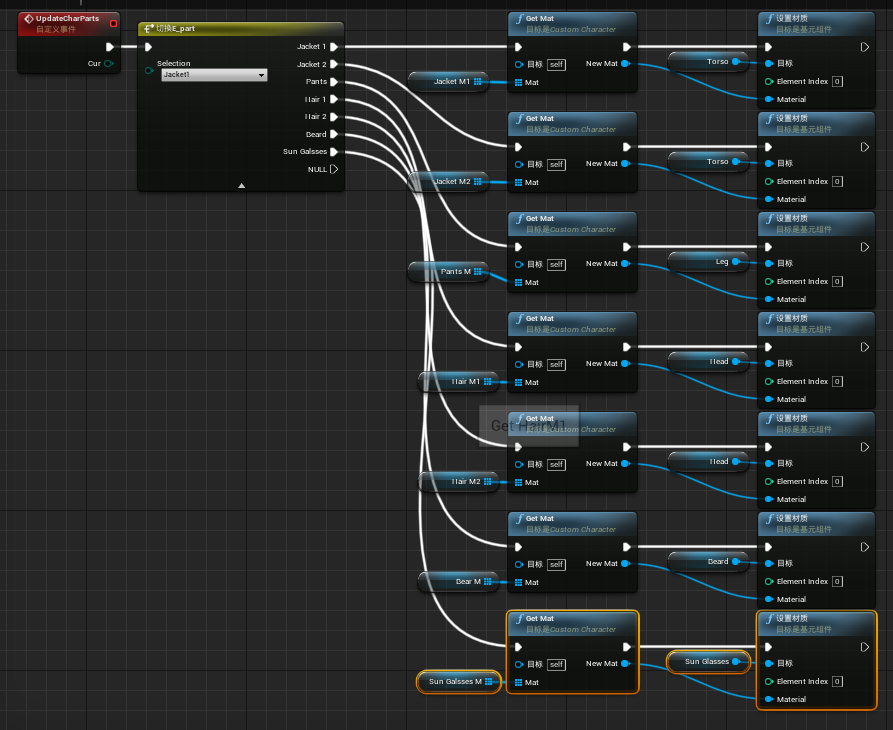 UpdateCharParts
自定义事件
Cur
切换E_part
Selection
Jacket1
Jacket 1
Jacket 2
Pants
Hair 1
Hair 2
Beard
Sun Galsses
NULL
Get Mat
目标是Custom Character
目标 self
New Mat
Mat
Jacket M1
Torso
设置材质
目标是基元组件
目标
Element Index 0
Material
Get Mat
目标是Custom Character
目标 self
New Mat
Mat
Jacket M2
Torso
设置材质
目标是基元组件
目标
Element Index 0
Material
Get Mat
目标是Custom Character
目标 self
New Mat
Mat
Pants M
Leg
设置材质
目标是基元组件
目标
Element Index 0
Material
Get Mat
目标是Custom Character
目标 self
New Mat
Mat
Hair M1
Head
设置材质
目标是基元组件
目标
Element Index 0
Material
Get HairM1
Get Mat
目标是Custom Character
目标 self
New Mat
Mat
Hair M2
Head
设置材质
目标是基元组件
目标
Element Index 0
Material
Get Mat
目标是Custom Character
目标 self
New Mat
Mat
Bear M
Beard
设置材质
目标是基元组件
目标
Element Index 0
Material
Get Mat
目标是Custom Character
目标 self
New Mat
Mat
Sun Galsses M
Sun Glasses
设置材质
目标是基元组件
目标
Element Index 0
Material